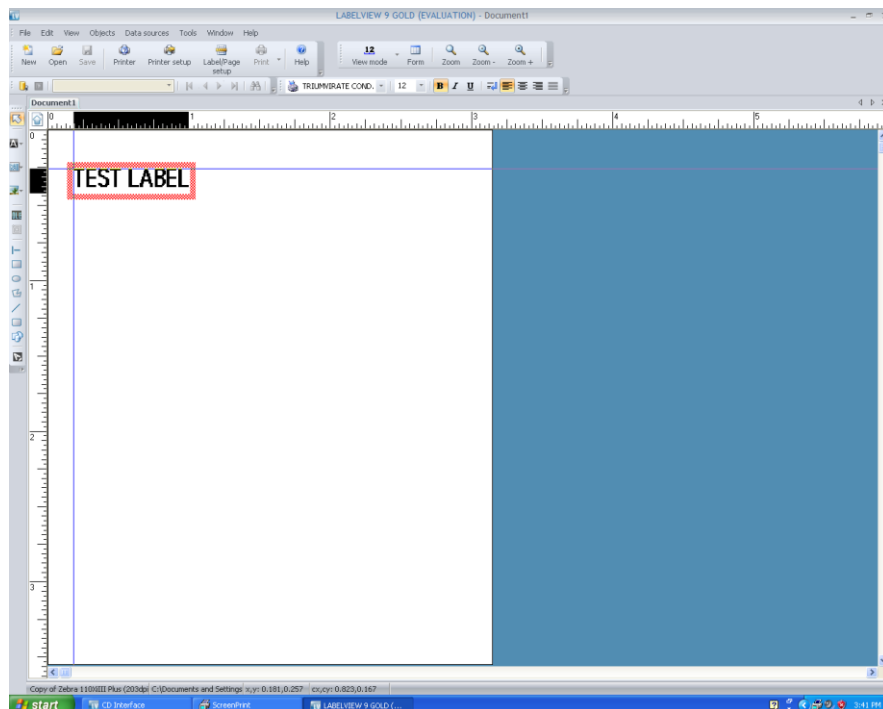 LABELVIEW 9 GOLD (EVALUATION) - Document1
File Edit View Objects Data sources Tools Window Help
New Open Save Printer Printer setup Label/Page setup Print Help 12 View mode Form Zoom Zoom - Zoom +
TRIUMVIRATE COND. 12 B I U
Document1
0 1 2 3 4 5
0
TEST LABEL
1
2
3
Copy of Zebra 110XiIII Plus (203dpi C:\Documents and Settings x,y: 0.181,0.257 cx,cy: 0.823,0.167
start CD Interface ScreenPrint LABELVIEW 9 GOLD (... 3:41 PM